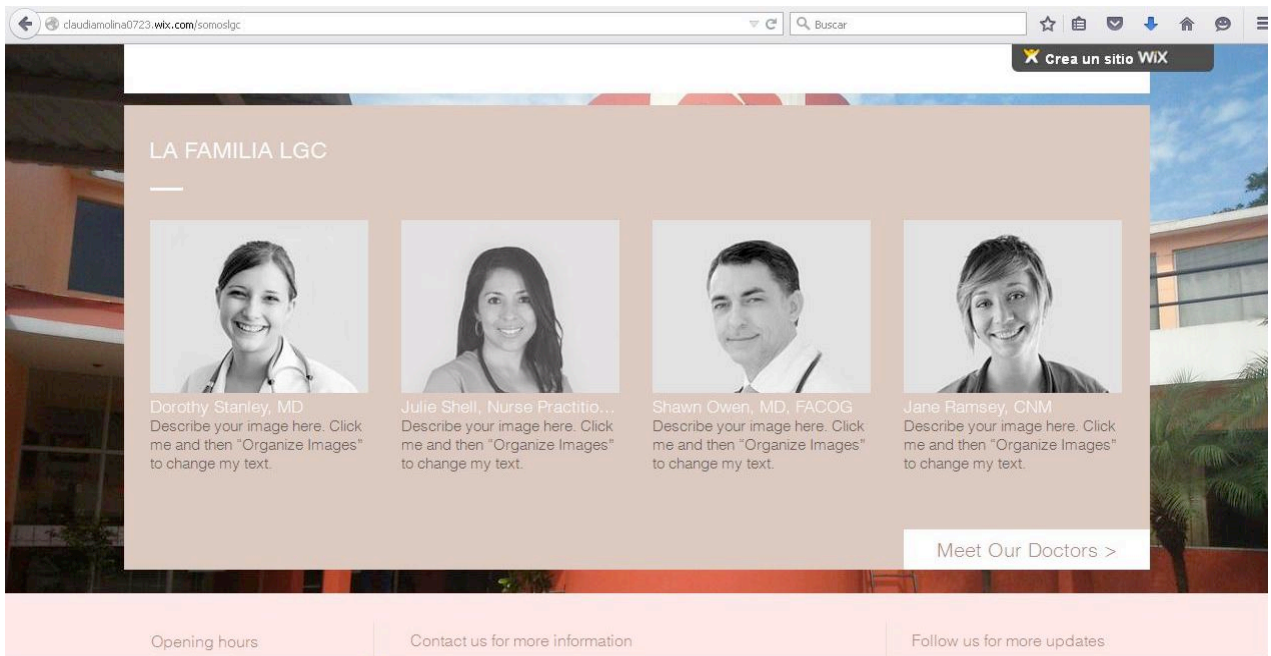 claudiamolina0723.wix.com/somoslgc
Buscar
Crea un sitio WiX
LA FAMILIA LGC
Dorothy Stanley, MD
Describe your image here. Click
me and then “Organize Images”
to change my text.
Julie Shell, Nurse Practitio...
Describe your image here. Click
me and then “Organize Images”
to change my text.
Shawn Owen, MD, FACOG
Describe your image here. Click
me and then “Organize Images”
to change my text.
Jane Ramsey, CNM
Describe your image here. Click
me and then “Organize Images”
to change my text.
Meet Our Doctors >
Opening hours
Contact us for more information
Follow us for more updates